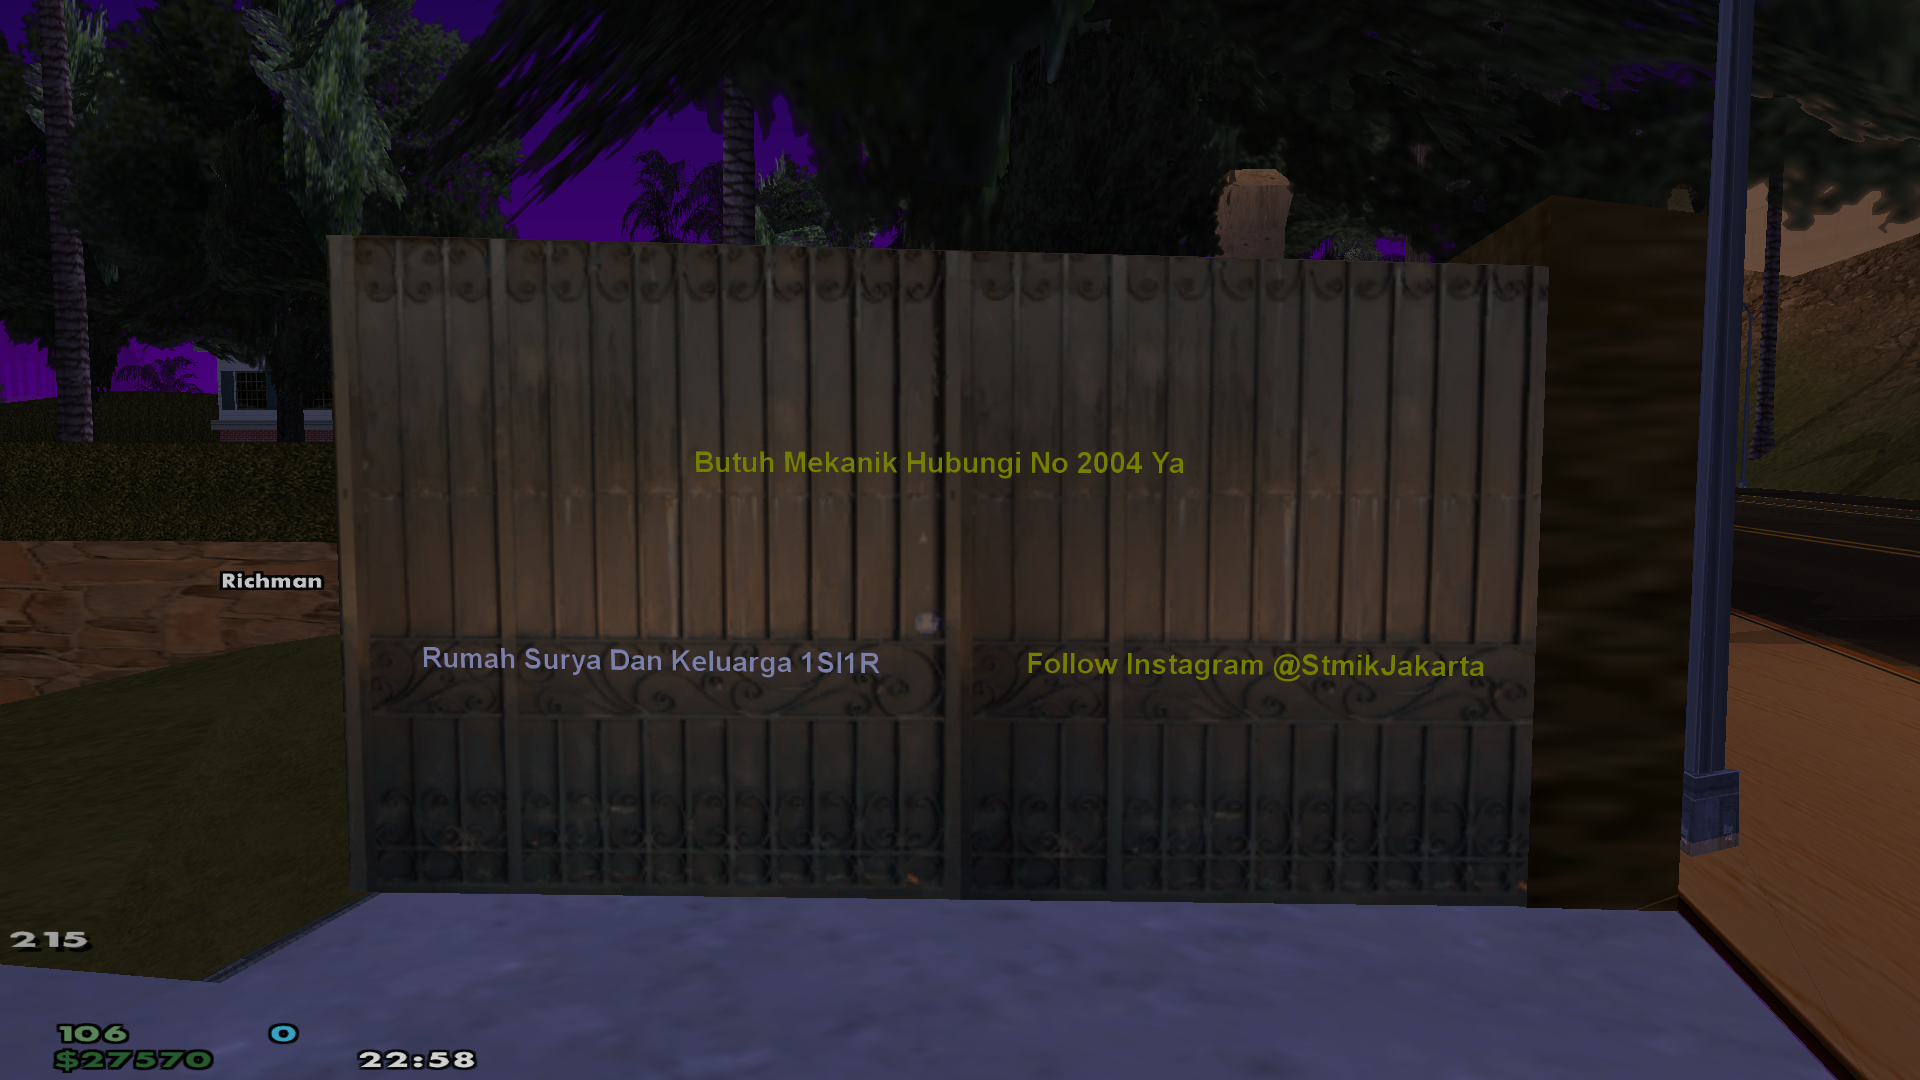 Butuh Mekanik Hubungi No 2004 Ya
Richman
Rumah Surya Dan Keluarga 1SI1R
Follow Instagram @StmikJakarta
215
106 0
$27570 22:58